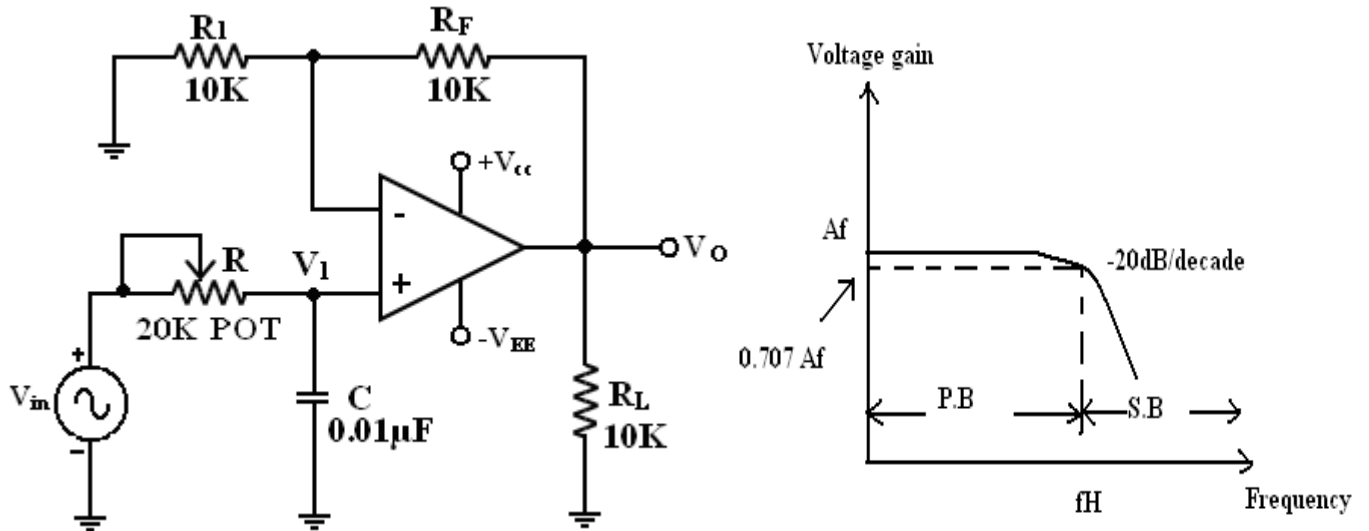 R1
10K
RF
10K
+Vcc
-
+
VO
-VEE
R
20K POT
V1
+
Vin
-
C
0.01µF
RL
10K
Voltage gain
Af
-20dB/decade
0.707 Af
P.B
S.B
fH
Frequency